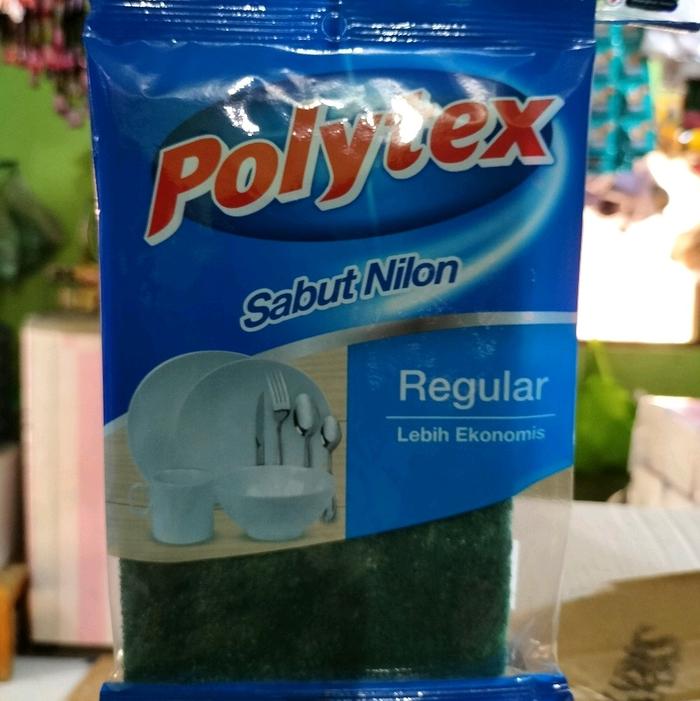 Polytex
Sabut Nilon
Regular
Lebih Ekonomis